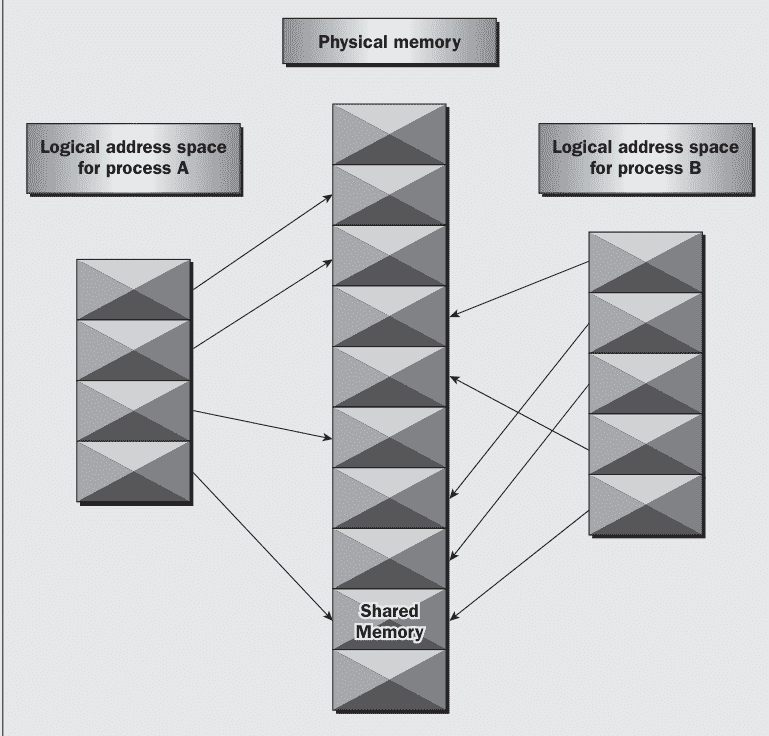 Physical memory
Logical address space
for process A
Logical address space
for process B
Shared
Memory